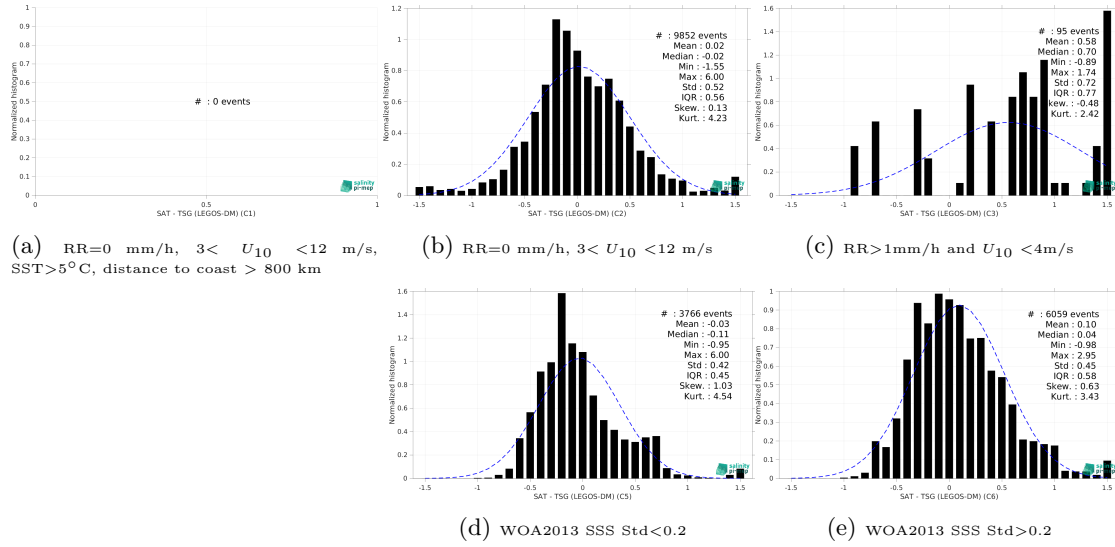 Normalized histogram
1
0.9
0.8
0.7
0.6
0.5
0.4
0.3
0.2
0.1
0
# : 0 events
0 0.5 1
SAT - TSG (LEGOS-DM) (C1)
salinity
pi-mep
(a) RR=0 mm/h, 3< U10 <12 m/s,
SST>5°C, distance to coast > 800 km
Normalized histogram
1.2
1
0.8
0.6
0.4
0.2
0
# : 9852 events
Mean : 0.02
Median : -0.02
Min : -1.55
Max : 6.00
Std : 0.52
IQR : 0.56
Skew. : 0.13
Kurt. : 4.23
-1.5 -1 -0.5 0 0.5 1 1.5
SAT - TSG (LEGOS-DM) (C2)
salinity
pi-mep
(b) RR=0 mm/h, 3< U10 <12 m/s
Normalized histogram
1.6
1.4
1.2
1
0.8
0.6
0.4
0.2
0
# : 95 events
Mean : 0.58
Median : 0.70
Min : -0.89
Max : 1.74
Std : 0.72
IQR : 0.77
kew. : -0.48
Kurt. : 2.42
-1.5 -1 -0.5 0 0.5 1 1.5
SAT - TSG (LEGOS-DM) (C3)
salinity
pi-mep
(c) RR>1mm/h and U10 <4m/s
Normalized histogram
1.6
1.4
1.2
1
0.8
0.6
0.4
0.2
0
# : 3766 events
Mean : -0.03
Median : -0.11
Min : -0.95
Max : 6.00
Std : 0.42
IQR : 0.45
Skew. : 1.03
Kurt. : 4.54
-1.5 -1 -0.5 0 0.5 1 1.5
SAT - TSG (LEGOS-DM) (C5)
salinity
pi-mep
(d) WOA2013 SSS Std<0.2
Normalized histogram
1
0.9
0.8
0.7
0.6
0.5
0.4
0.3
0.2
0.1
0
# : 6059 events
Mean : 0.10
Median : 0.04
Min : -0.98
Max : 2.95
Std : 0.45
IQR : 0.58
Skew. : 0.63
Kurt. : 3.43
-1.5 -1 -0.5 0 0.5 1 1.5
SAT - TSG (LEGOS-DM) (C6)
salinity
pi-mep
(e) WOA2013 SSS Std>0.2